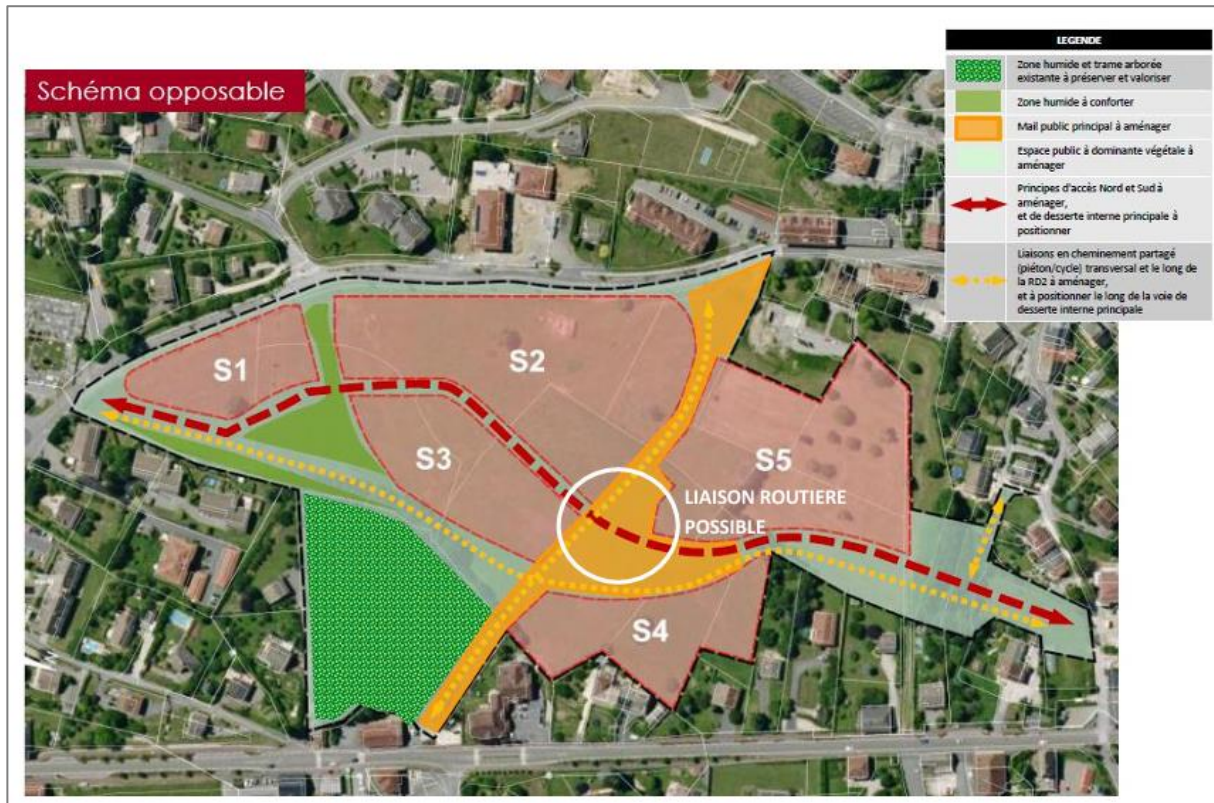 Schéma opposable
LEGENDE
Zone humide et trame arborée
existante à préserver et valoriser
Zone humide à conforter
Mail public principal à aménager
Espace public à dominante végétale à
aménager
Principes d'accès Nord et Sud à
aménager,
et de desserte interne principale à
positionner
Liaisons en cheminement partagé
(piéton/cycle) transversal et le long de
la RD2 à aménager,
et à positionner le long de la voie de
desserte interne principale
S1
S2
S3
S5
LIAISON ROUTIERE
POSSIBLE
S4